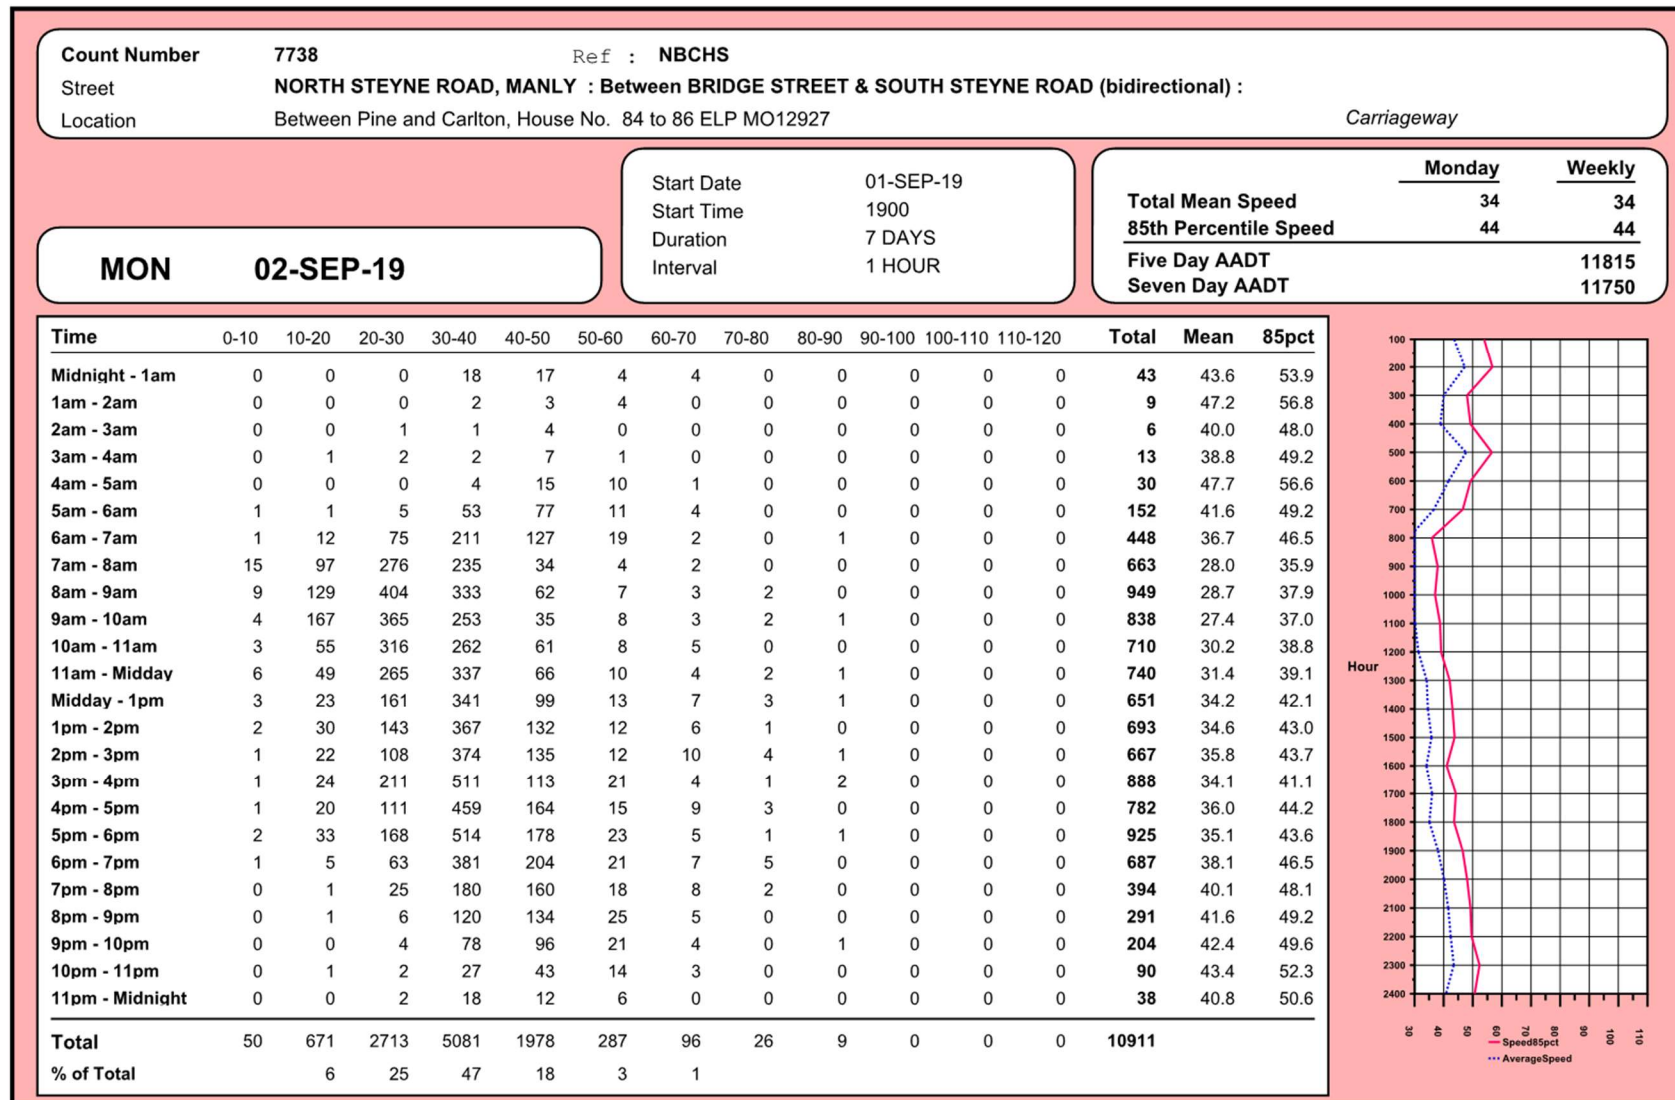 Count Number 7738 Ref : NBCHS
Street NORTH STEYNE ROAD, MANLY : Between BRIDGE STREET & SOUTH STEYNE ROAD (bidirectional) :
Location Between Pine and Carlton, House No. 84 to 86 ELP MO12927 Carriageway
MON 02-SEP-19
Start Date 01-SEP-19
Start Time 1900
Duration 7 DAYS
Interval 1 HOUR
Monday Weekly
Total Mean Speed 34 34
85th Percentile Speed 44 44
Five Day AADT 11815
Seven Day AADT 11750
Time 0-10 10-20 20-30 30-40 40-50 50-60 60-70 70-80 80-90 90-100 100-110 110-120 Total Mean 85pct
Midnight - 1am 0 0 0 18 17 4 4 0 0 0 0 0 43 43.6 53.9
1am - 2am 0 0 0 2 3 4 0 0 0 0 0 0 9 47.2 56.8
2am - 3am 0 0 1 1 4 0 0 0 0 0 0 0 6 40.0 48.0
3am - 4am 0 1 2 2 7 1 0 0 0 0 0 0 13 38.8 49.2
4am - 5am 0 0 0 4 15 10 1 0 0 0 0 0 30 47.7 56.6
5am - 6am 1 1 5 53 77 11 4 0 0 0 0 0 152 41.6 49.2
6am - 7am 1 12 75 211 127 19 2 0 1 0 0 0 448 36.7 46.5
7am - 8am 15 97 276 235 34 4 2 0 0 0 0 0 663 28.0 35.9
8am - 9am 9 129 404 333 62 7 3 2 0 0 0 0 949 28.7 37.9
9am - 10am 4 167 365 253 35 8 3 2 1 0 0 0 838 27.4 37.0
10am - 11am 3 55 316 262 61 8 5 0 0 0 0 0 710 30.2 38.8
11am - Midday 6 49 265 337 66 10 4 2 1 0 0 0 740 31.4 39.1
Midday - 1pm 3 23 161 341 99 13 7 3 1 0 0 0 651 34.2 42.1
1pm - 2pm 2 30 143 367 132 12 6 1 0 0 0 0 693 34.6 43.0
2pm - 3pm 1 22 108 374 135 12 10 4 1 0 0 0 667 35.8 43.7
3pm - 4pm 1 24 211 511 113 21 4 1 2 0 0 0 888 34.1 41.1
4pm - 5pm 1 20 111 459 164 15 9 3 0 0 0 0 782 36.0 44.2
5pm - 6pm 2 33 168 514 178 23 5 1 1 0 0 0 925 35.1 43.6
6pm - 7pm 1 5 63 381 204 21 7 5 0 0 0 0 687 38.1 46.5
7pm - 8pm 0 1 25 180 160 18 8 2 0 0 0 0 394 40.1 48.1
8pm - 9pm 0 1 6 120 134 25 5 0 0 0 0 0 291 41.6 49.2
9pm - 10pm 0 0 4 78 96 21 4 0 1 0 0 0 204 42.4 49.6
10pm - 11pm 0 1 2 27 43 14 3 0 0 0 0 0 90 43.4 52.3
11pm - Midnight 0 0 2 18 12 6 0 0 0 0 0 0 38 40.8 50.6
Total 50 671 2713 5081 1978 287 96 26 9 0 0 0 10911
% of Total 6 25 47 18 3 1
100
200
300
400
500
600
700
800
900
1000
1100
1200
Hour
1300
1400
1500
1600
1700
1800
1900
2000
2100
2200
2300
2400
30 40 50 60 70 80 90 100 110
Speed85pct
AverageSpeed